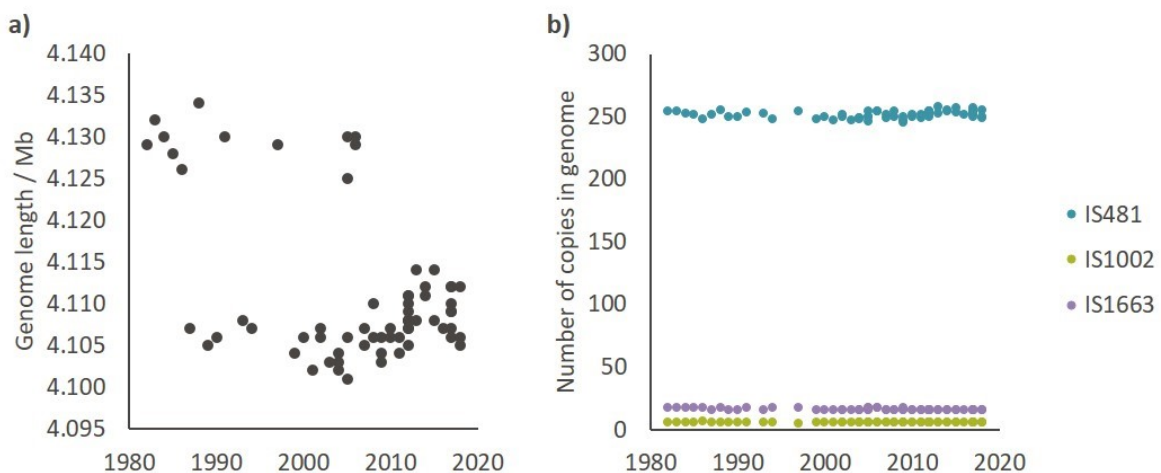 a)
Genome length / Mb
4.140
4.135
4.130
4.125
4.120
4.115
4.110
4.105
4.100
4.095
1980 1990 2000 2010 2020
b)
Number of copies in genome
300
250
200
150
100
50
0
1980 1990 2000 2010 2020
IS481
IS1002
IS1663